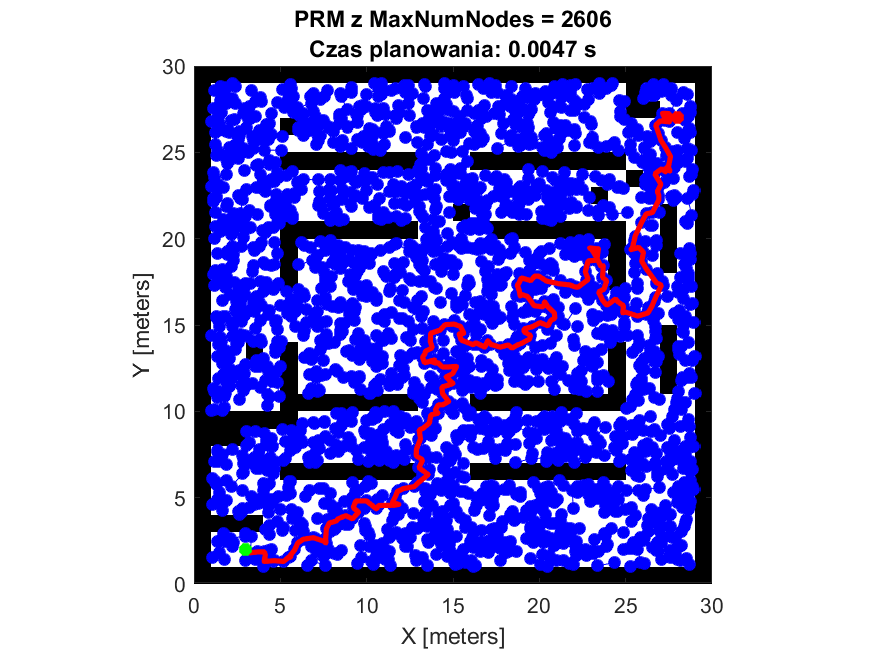 PRM z MaxNumNodes = 2606
Czas planowania: 0.0047 s
30
25
20
15
10
5
0
Y [meters]
0 5 10 15 20 25 30
X [meters]